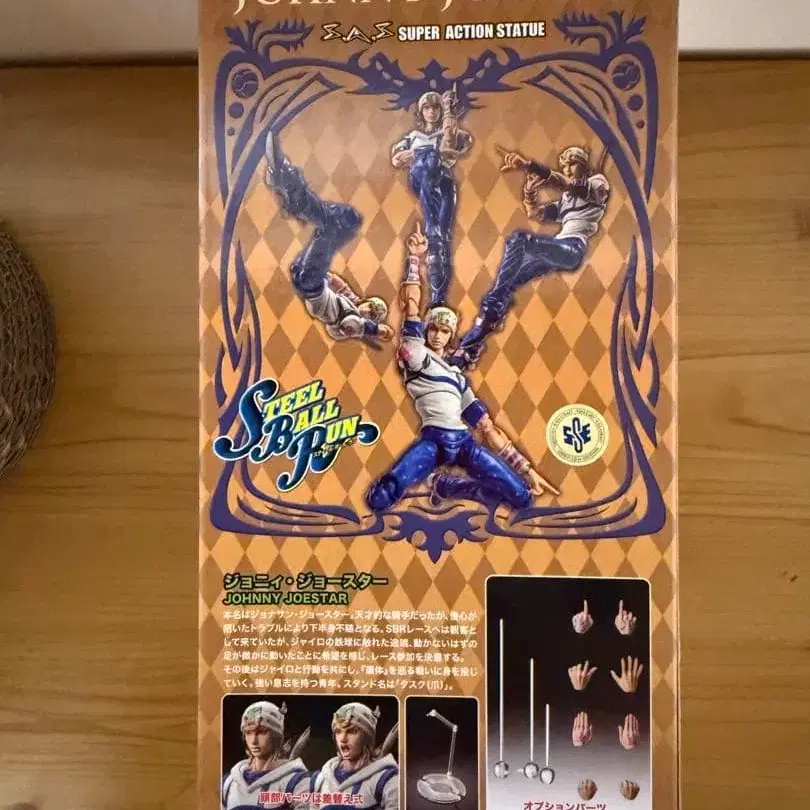 JOHNNY J
S.A.S SUPER ACTION STATUE
STEEL
BALL
RUN
ジョニィ・ジョースター
JOHNNY JOESTAR
本名はジョナサン・ジョースター。天才的な騎手だったが、慢心が
招いたトラブルにより下半身不随となる。SBRレースへは観客と
して来ていたが、ジャイロの鉄球に触れた途端、動かないはずの
足が微かに動いたことに希望を感じ、レース参加を決意する。
その後はジャイロと行動を共にし、『遺体』を巡る戦いに身を投じ
ていく。強い意志を持つ青年。スタンド名は「タスク(爪)」。
頭部パーツは差替え式
オプションパーツ